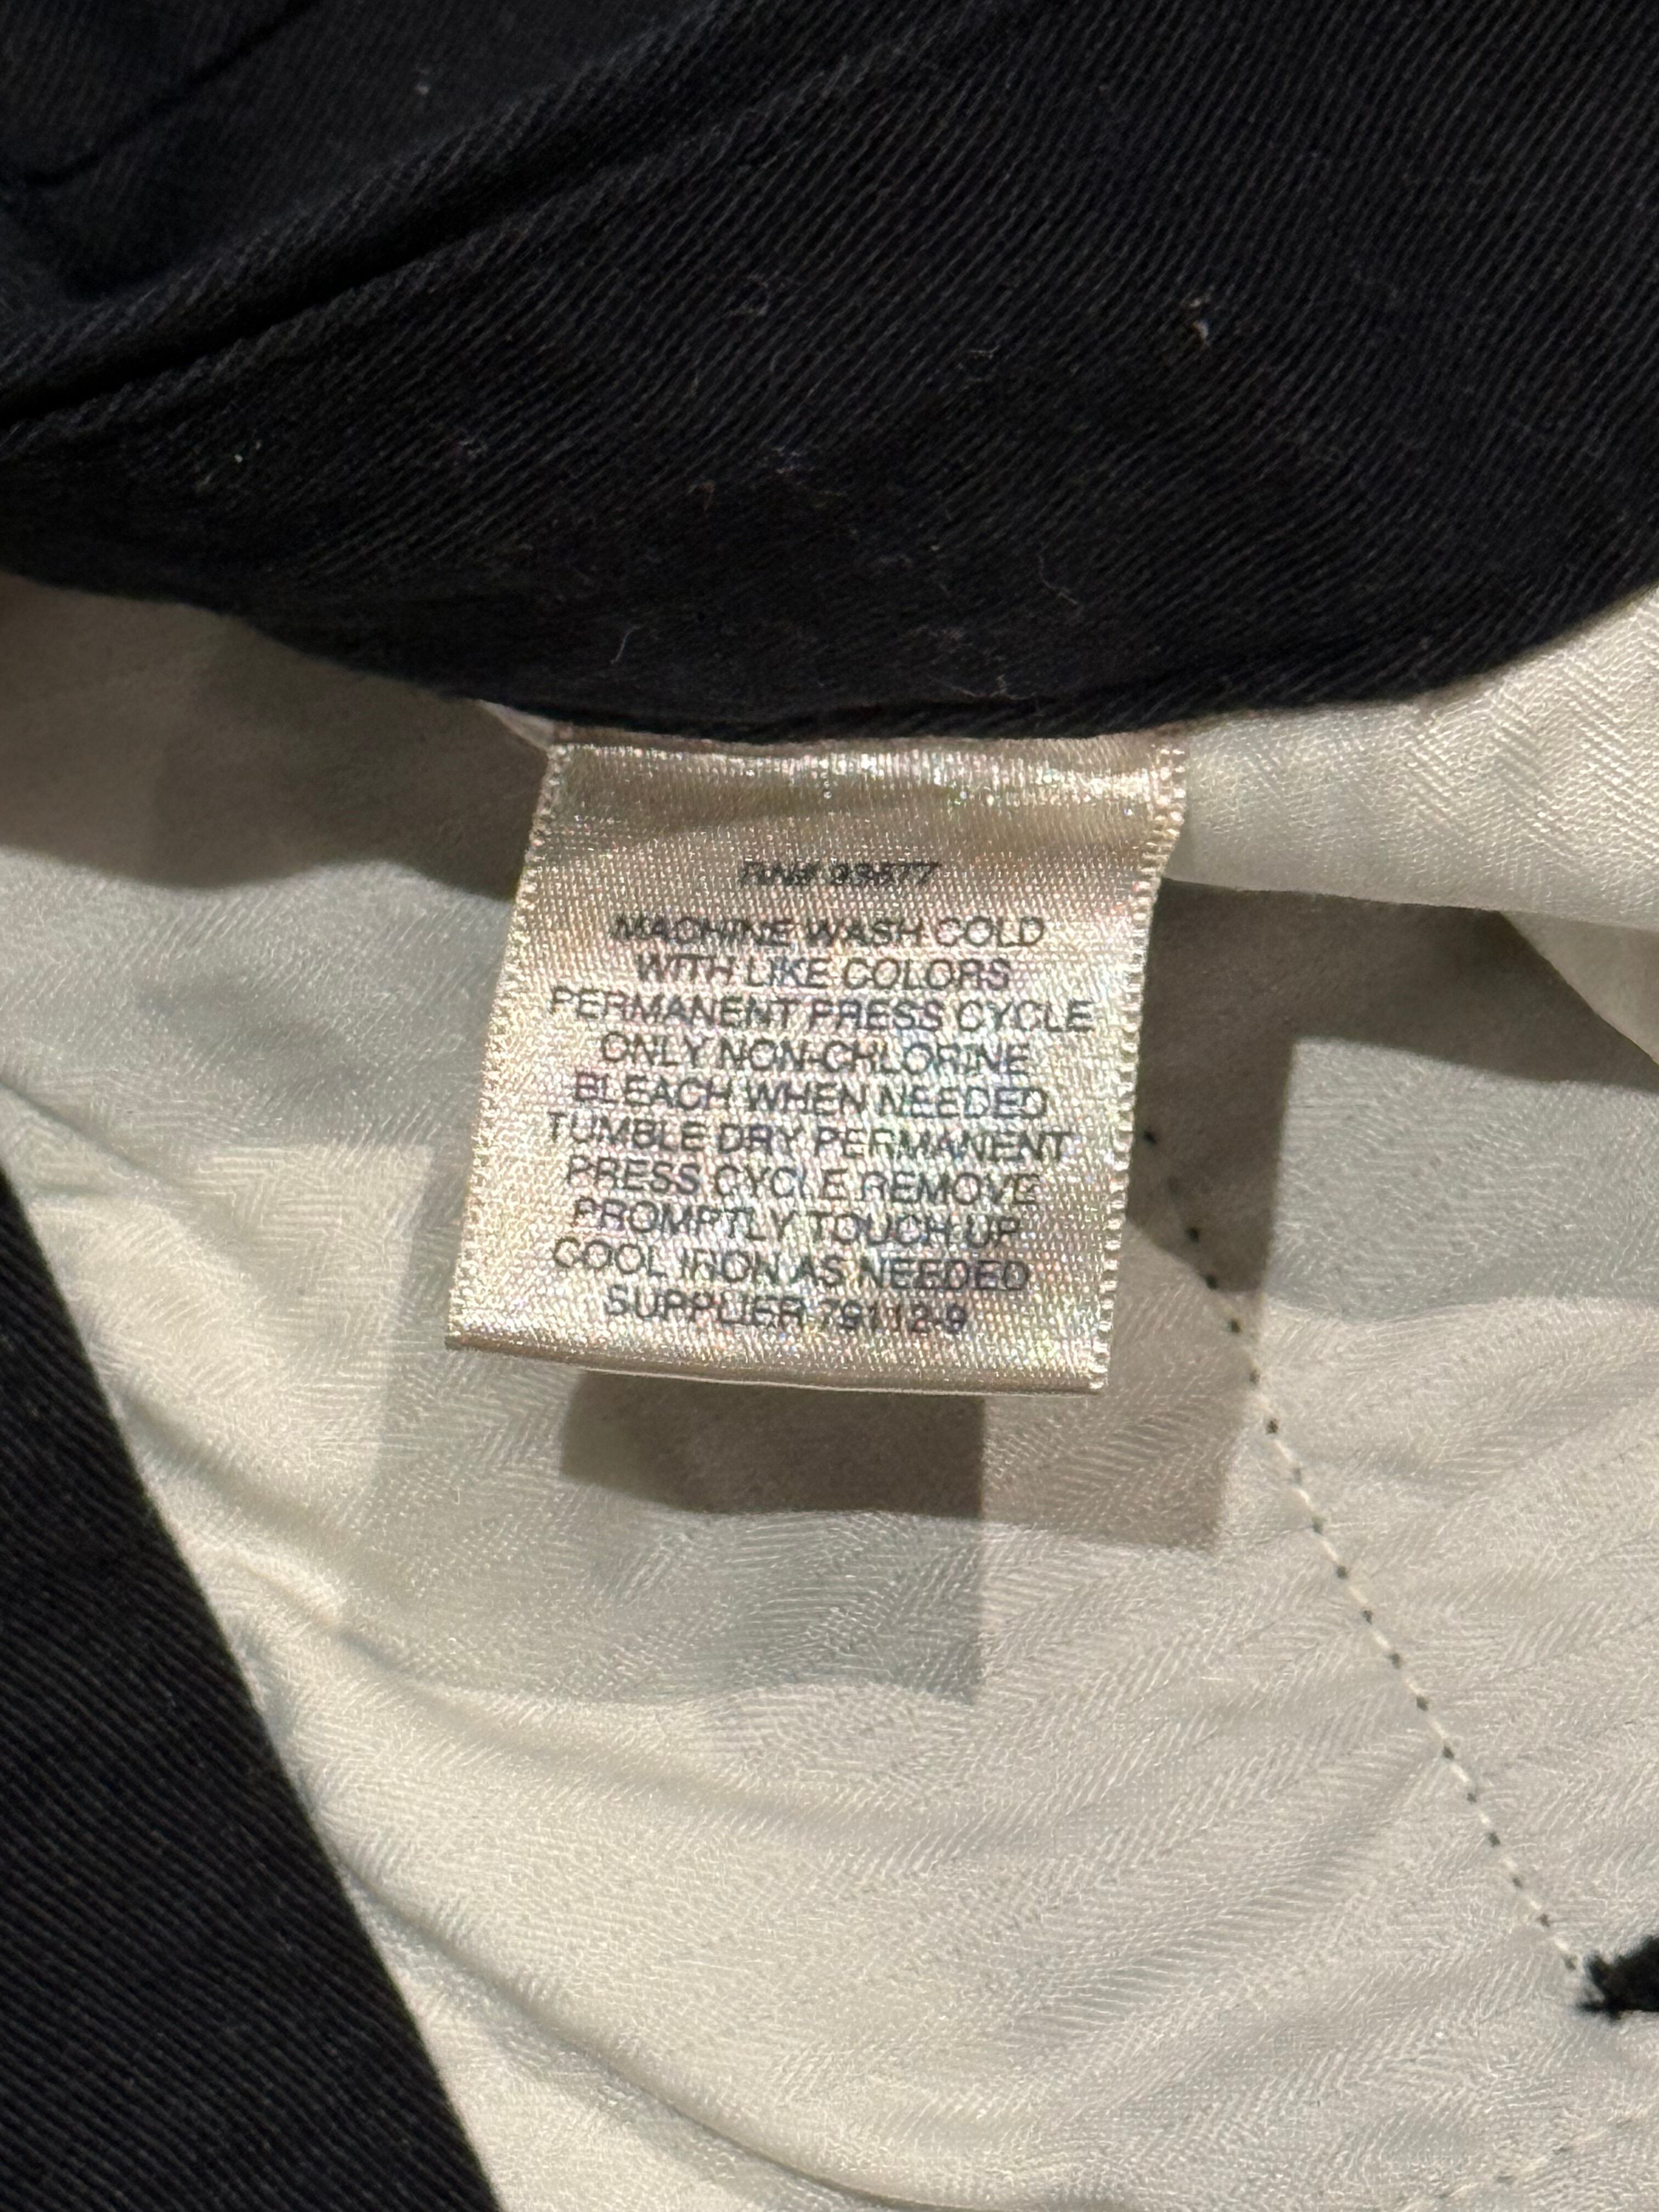 RN# 93677
MACHINE WASH COLD
WITH LIKE COLORS
PERMANENT PRESS CYCLE
ONLY NON-CHLORINE
BLEACH WHEN NEEDED
TUMBLE DRY PERMANENT
PRESS CYCLE REMOVE
PROMPTLY TOUCH UP
COOL IRON AS NEEDED
SUPPLIER 79112-9